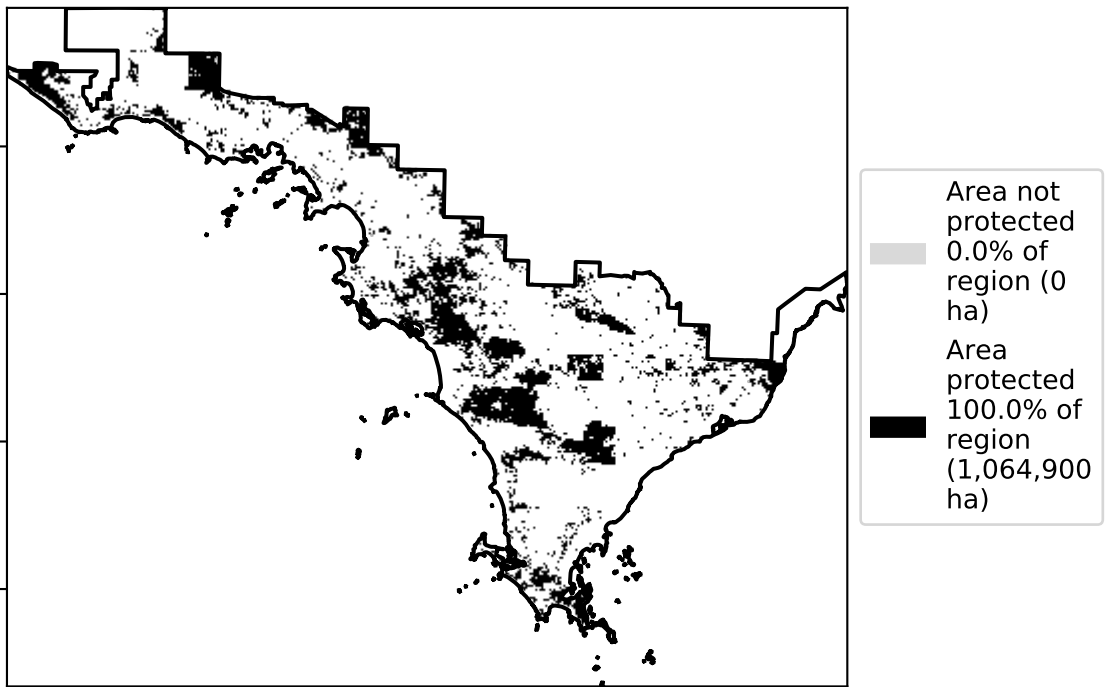 Area not
protected
0.0% of
region (0
ha)
Area
protected
100.0% of
region
(1,064,900
ha)